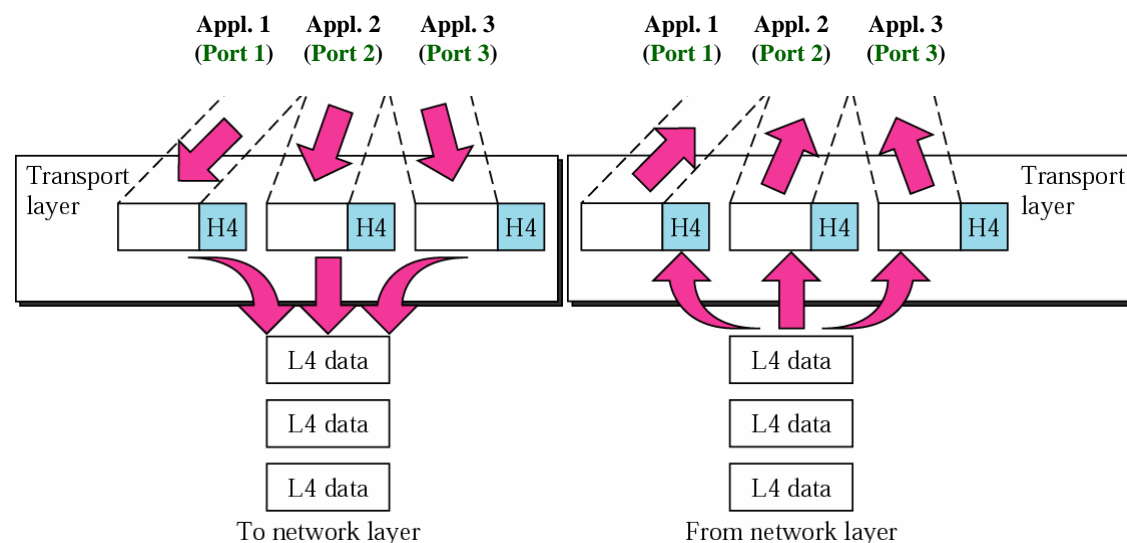 Appl. 1 Appl. 2 Appl. 3
(Port 1) (Port 2) (Port 3)
Transport
layer
H4 H4 H4
L4 data
L4 data
L4 data
To network layer
Appl. 1 Appl. 2 Appl. 3
(Port 1) (Port 2) (Port 3)
Transport
layer
H4 H4 H4
L4 data
L4 data
L4 data
From network layer